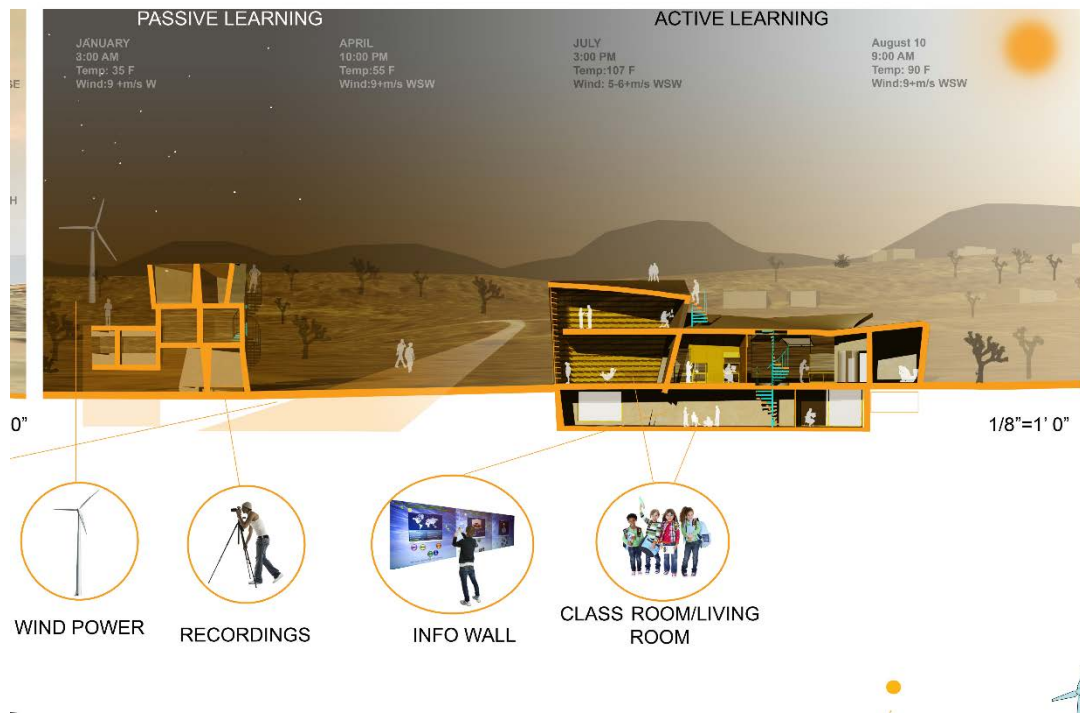 PASSIVE LEARNING
ACTIVE LEARNING
JANUARY
3:00 AM
Temp: 35 F
Wind:9 +m/s W
APRIL
10:00 PM
Temp:55 F
Wind:9+m/s WSW
JULY
3:00 PM
Temp:107 F
Wind: 5-6+m/s WSW
August 10
9:00 AM
Temp: 90 F
Wind:9+m/s WSW
SE
H
0”
1/8”=1’ 0”
WIND POWER
RECORDINGS
INFO WALL
CLASS ROOM/LIVING
ROOM